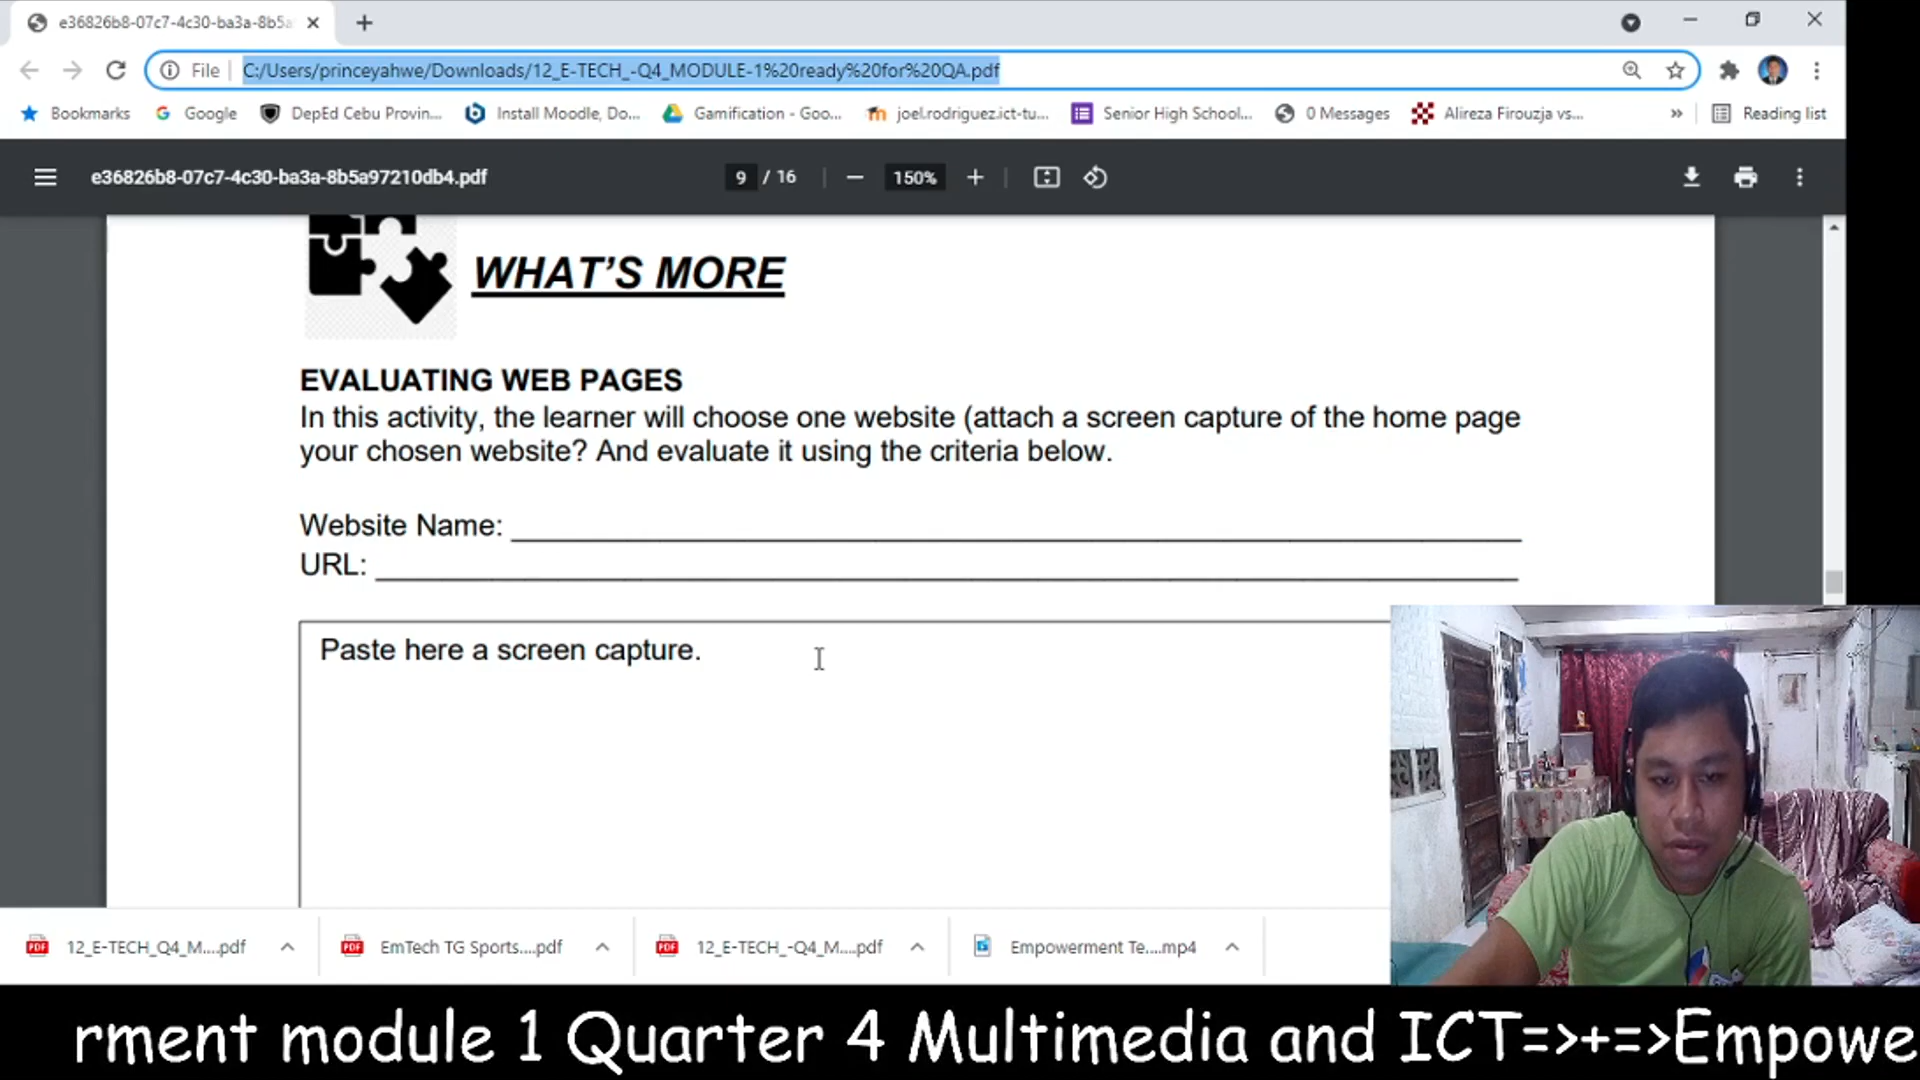 e36826b8-07c7-4c30-ba3a-8b5a
File C:/Users/princeyahwe/Downloads/12_E-TECH_-Q4_MODULE-1%20ready%20for%20QA.pdf
Bookmarks Google DepEd Cebu Provin... Install Moodle, Do... Gamification - Goo... joel.rodriguez.ict-tu... Senior High School... 0 Messages Alireza Firouzja vs... » Reading list
e36826b8-07c7-4c30-ba3a-8b5a97210db4.pdf 9 / 16 150%
WHAT'S MORE
EVALUATING WEB PAGES
In this activity, the learner will choose one website (attach a screen capture of the home page
your chosen website? And evaluate it using the criteria below.
Website Name: ____________________
URL: ____________________
Paste here a screen capture.
PDF 12_E-TECH_Q4_M....pdf PDF EmTech TG Sports....pdf PDF 12_E-TECH_-Q4_M....pdf Empowerment Te....mp4
rment module 1 Quarter 4 Multimedia and ICT=>+=>Empowe